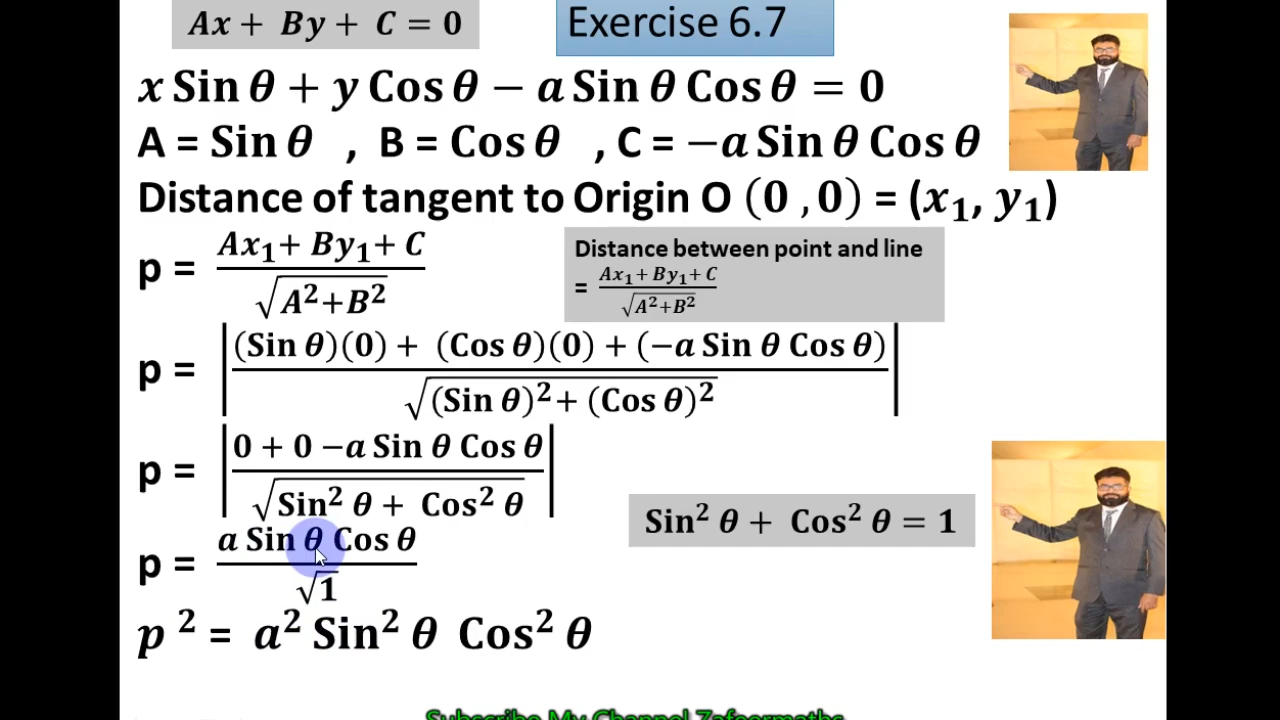 Ax + By + C = 0
Exercise 6.7
x Sin θ + y Cos θ − a Sin θ Cos θ = 0
A = Sin θ , B = Cos θ , C = −a Sin θ Cos θ
Distance of tangent to Origin O (0 ,0) = (x₁, y₁)
p = Ax₁+ By₁+ C / √A²+B²
Distance between point and line
= Ax₁+ By₁+ C / √A²+B²
p = |(Sin θ)(0) + (Cos θ)(0) + (−a Sin θ Cos θ) / √(Sin θ)²+ (Cos θ)²|
p = |0 + 0 −a Sin θ Cos θ / √Sin² θ + Cos² θ|
Sin² θ + Cos² θ = 1
p = a Sin θ Cos θ / √1
p ² = a² Sin² θ Cos² θ
Subscribe My Channel Zafeermaths